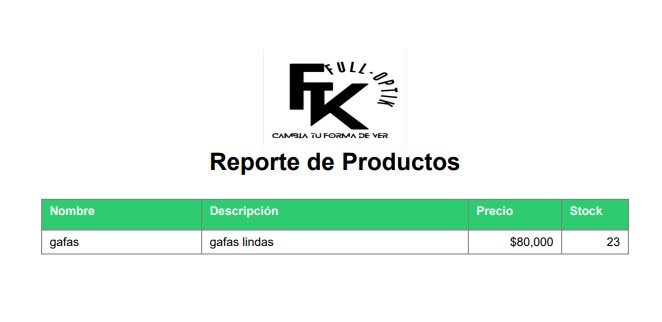 FULL-OPTIK
FK
CAMBIA TU FORMA DE VER
Reporte de Productos
Nombre Descripción Precio Stock
gafas gafas lindas $80,000 23